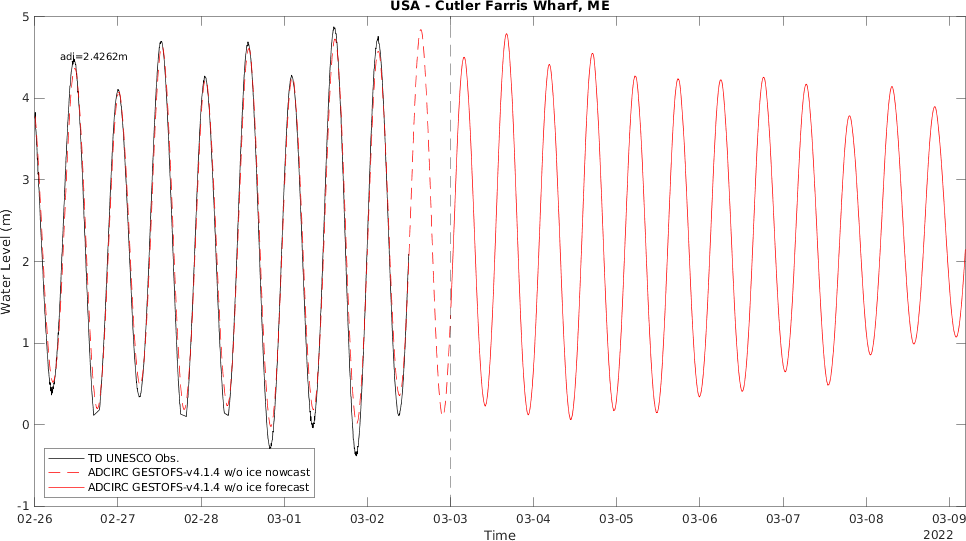 USA - Cutler Farris Wharf, ME
5
adj=2.4262m
4
3
Water Level (m)
2
1
0
TD UNESCO Obs.
ADCIRC GESTOFS-v4.1.4 w/o ice nowcast
ADCIRC GESTOFS-v4.1.4 w/o ice forecast
-1
02-26 02-27 02-28 03-01 03-02 03-03 03-04 03-05 03-06 03-07 03-08 03-09
Time
2022